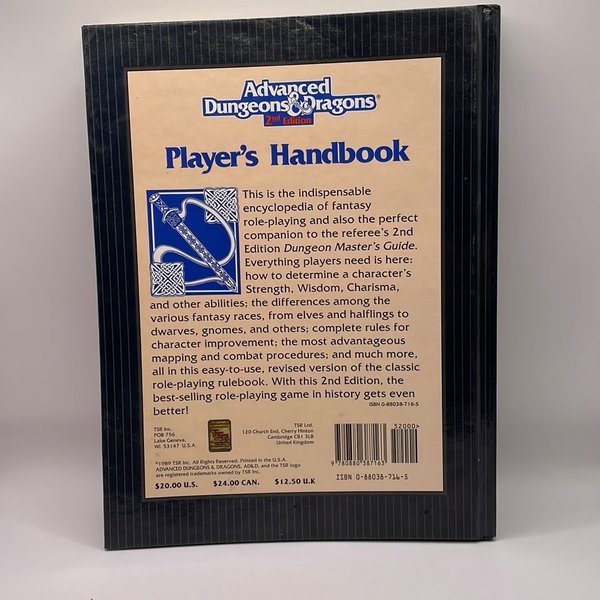 Advanced
Dungeons & Dragons®
2nd Edition
Player's Handbook
This is the indispensable
encyclopedia of fantasy
role-playing and also the perfect
companion to the referee's 2nd
Edition Dungeon Master's Guide.
Everything players need is here:
how to determine a character's
Strength, Wisdom, Charisma,
and other abilities; the differences among the
various fantasy races, from elves and halflings to
dwarves, gnomes, and others; complete rules for
character improvement; the most advantageous
mapping and combat procedures; and much more,
all in this easy-to-use, revised version of the classic
role-playing rulebook. With this 2nd Edition, the
best-selling role-playing game in history gets even
better!
ISBN 0-88038-716-5
TSR Inc.
POB 756
Lake Geneva,
WI 53147 U.S.A.
TSR Ltd.
120 Church End, Cherry Hinton
Cambridge CB1 3LB
United Kingdom
52000>
9 780880 387163
ISBN 0-88038-716-5
©1989 TSR Inc. All Rights Reserved. Printed in the U.S.A.
ADVANCED DUNGEONS & DRAGONS, AD&D, and the TSR logo
are registered trademarks owned by TSR Inc.
$20.00 U.S. $24.00 CAN. £12.50 U.K